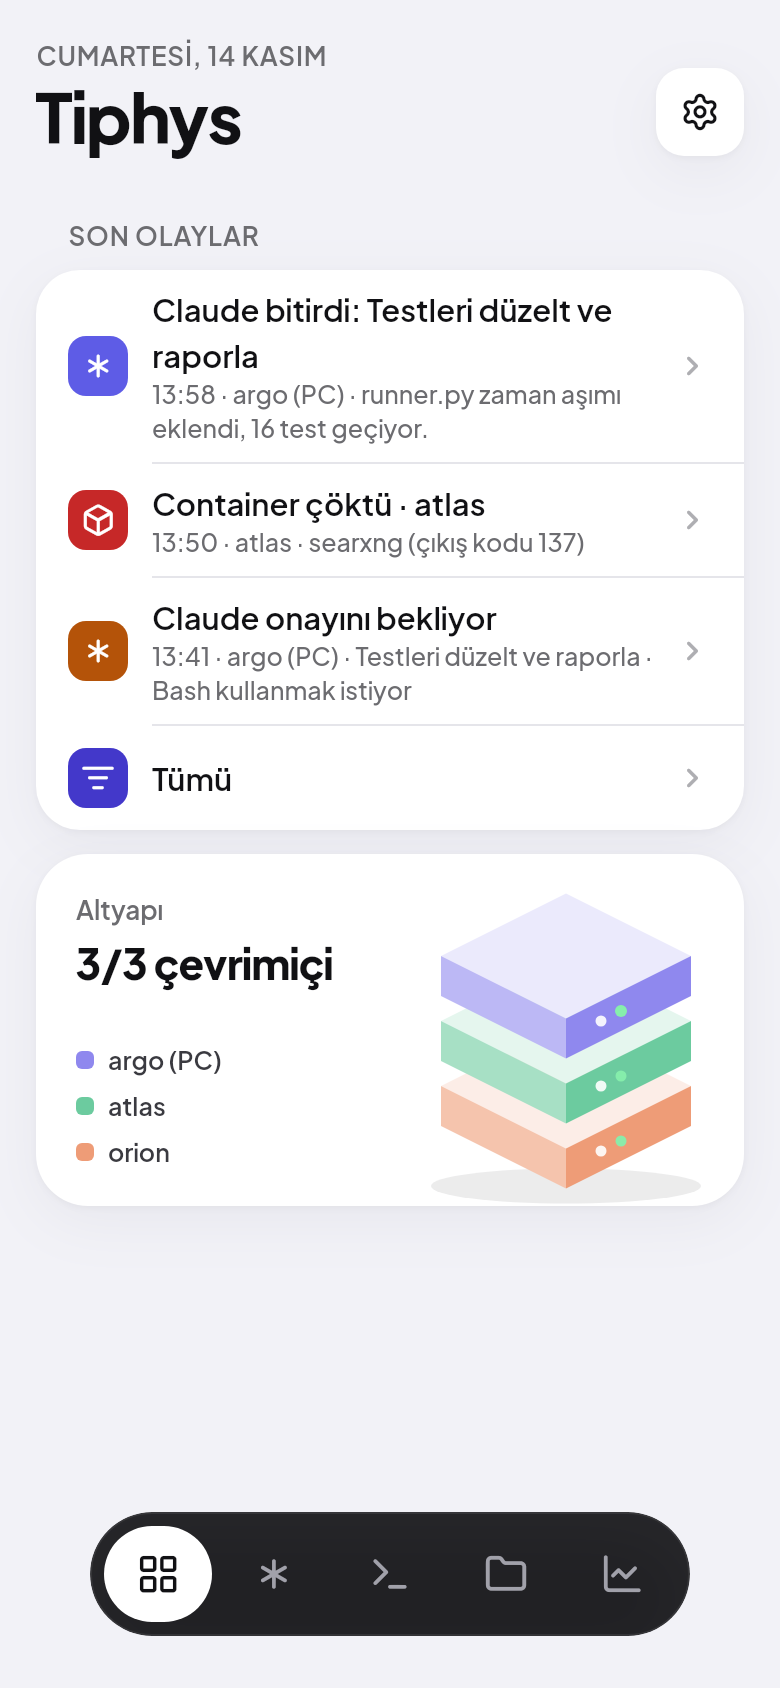 CUMARTESİ, 14 KASIM
Tiphys
SON OLAYLAR
Claude bitirdi: Testleri düzelt ve
raporla
13:58 · argo (PC) · runner.py zaman aşımı
eklendi, 16 test geçiyor.
Container çöktü · atlas
13:50 · atlas · searxng (çıkış kodu 137)
Claude onayını bekliyor
13:41 · argo (PC) · Testleri düzelt ve raporla ·
Bash kullanmak istiyor
Tümü
Altyapı
3/3 çevrimiçi
argo (PC)
atlas
orion